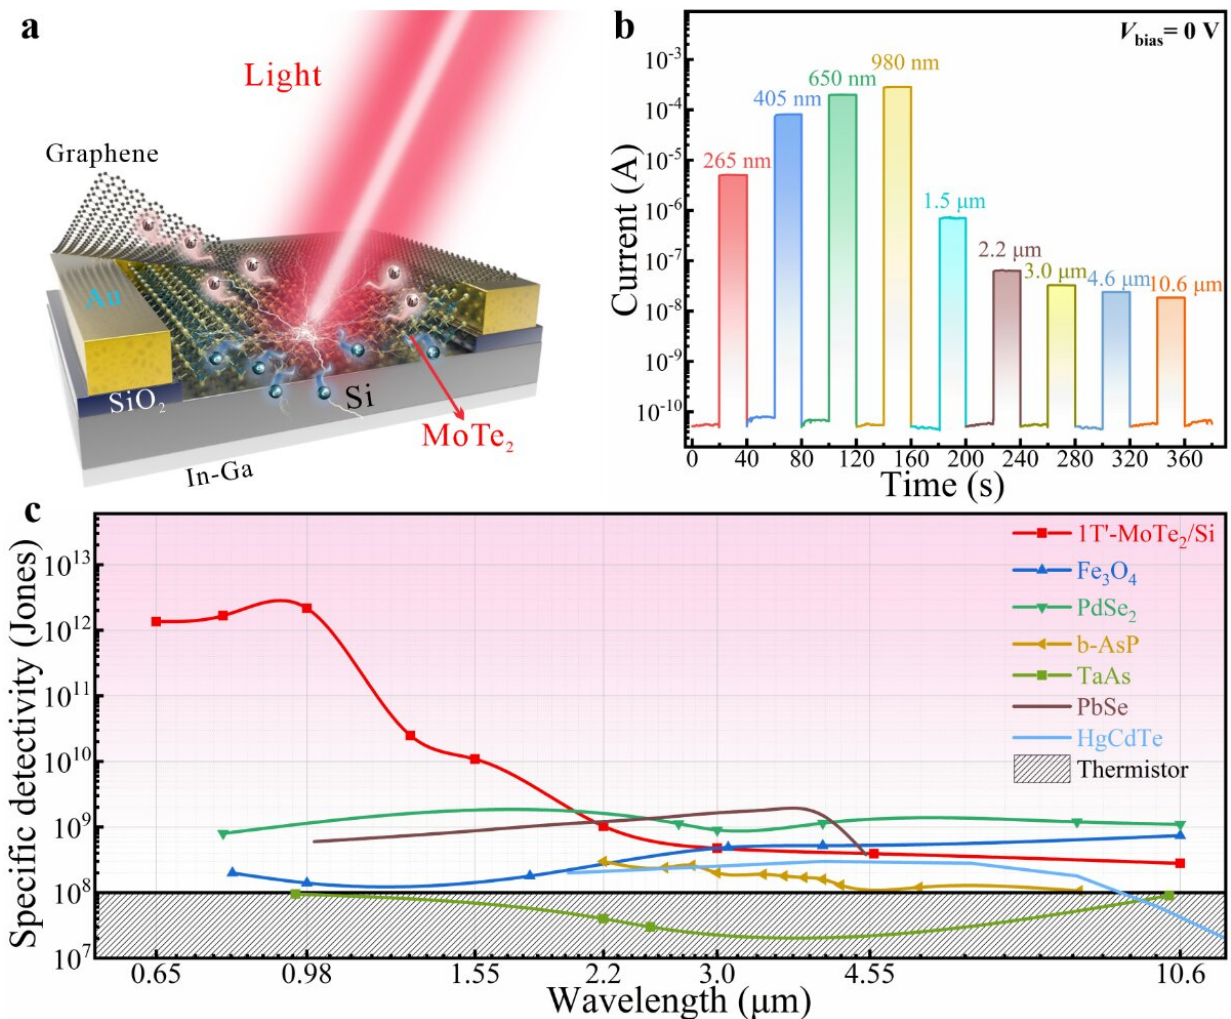 a
Light
Graphene
Au
SiO₂
Si
MoTe₂
In-Ga
b
V_bias= 0 V
Current (A)
10⁻³
10⁻⁴
10⁻⁵
10⁻⁶
10⁻⁷
10⁻⁸
10⁻⁹
10⁻¹⁰
265 nm
405 nm
650 nm
980 nm
1.5 μm
2.2 μm
3.0 μm
4.6 μm
10.6 μm
0 40 80 120 160 200 240 280 320 360
Time (s)
c
Specific detectivity (Jones)
10¹³
10¹²
10¹¹
10¹⁰
10⁹
10⁸
10⁷
1T'-MoTe₂/Si
Fe₃O₄
PdSe₂
b-AsP
TaAs
PbSe
HgCdTe
Thermistor
0.65 0.98 1.55 2.2 3.0 4.55 10.6
Wavelength (μm)